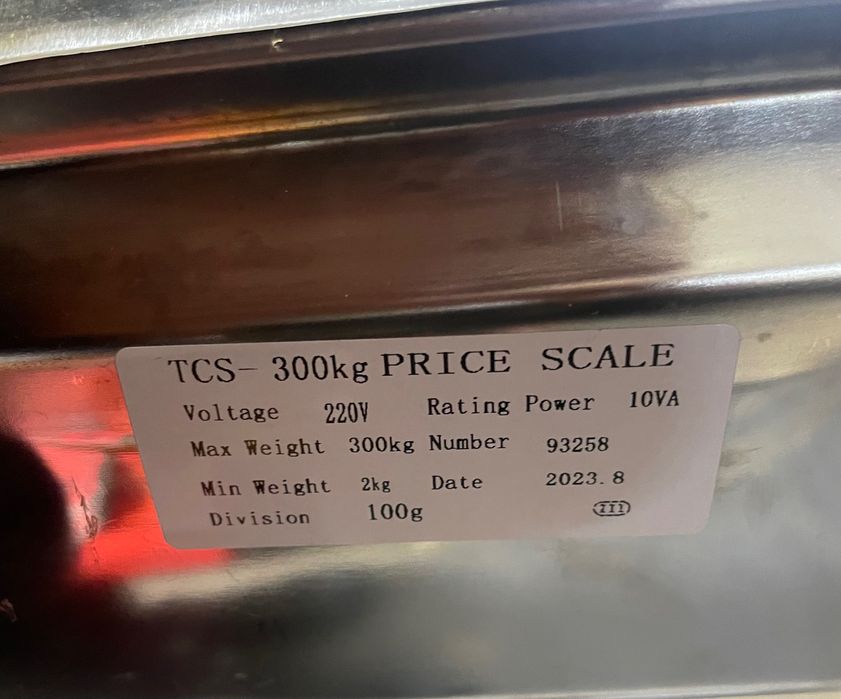 TCS- 300kg PRICE SCALE
Voltage 220V Rating Power 10VA
Max Weight 300kg Number 93258
Min Weight 2kg Date 2023.8
Division 100g III